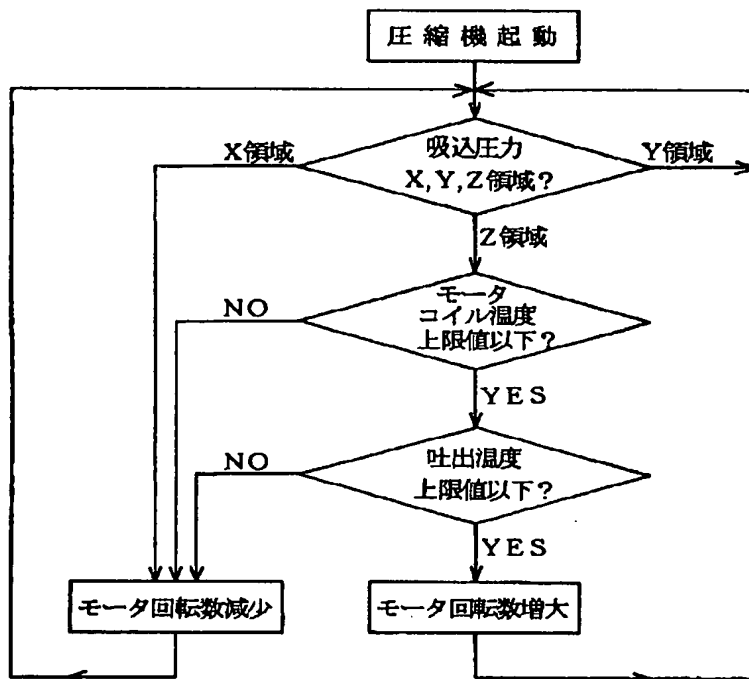 圧縮機起動
X領域
吸込圧力
X,Y,Z領域?
Y領域
Z領域
NO
モータ
コイル温度
上限値以下?
YES
NO
吐出温度
上限値以下?
YES
モータ回転数減少
モータ回転数増大